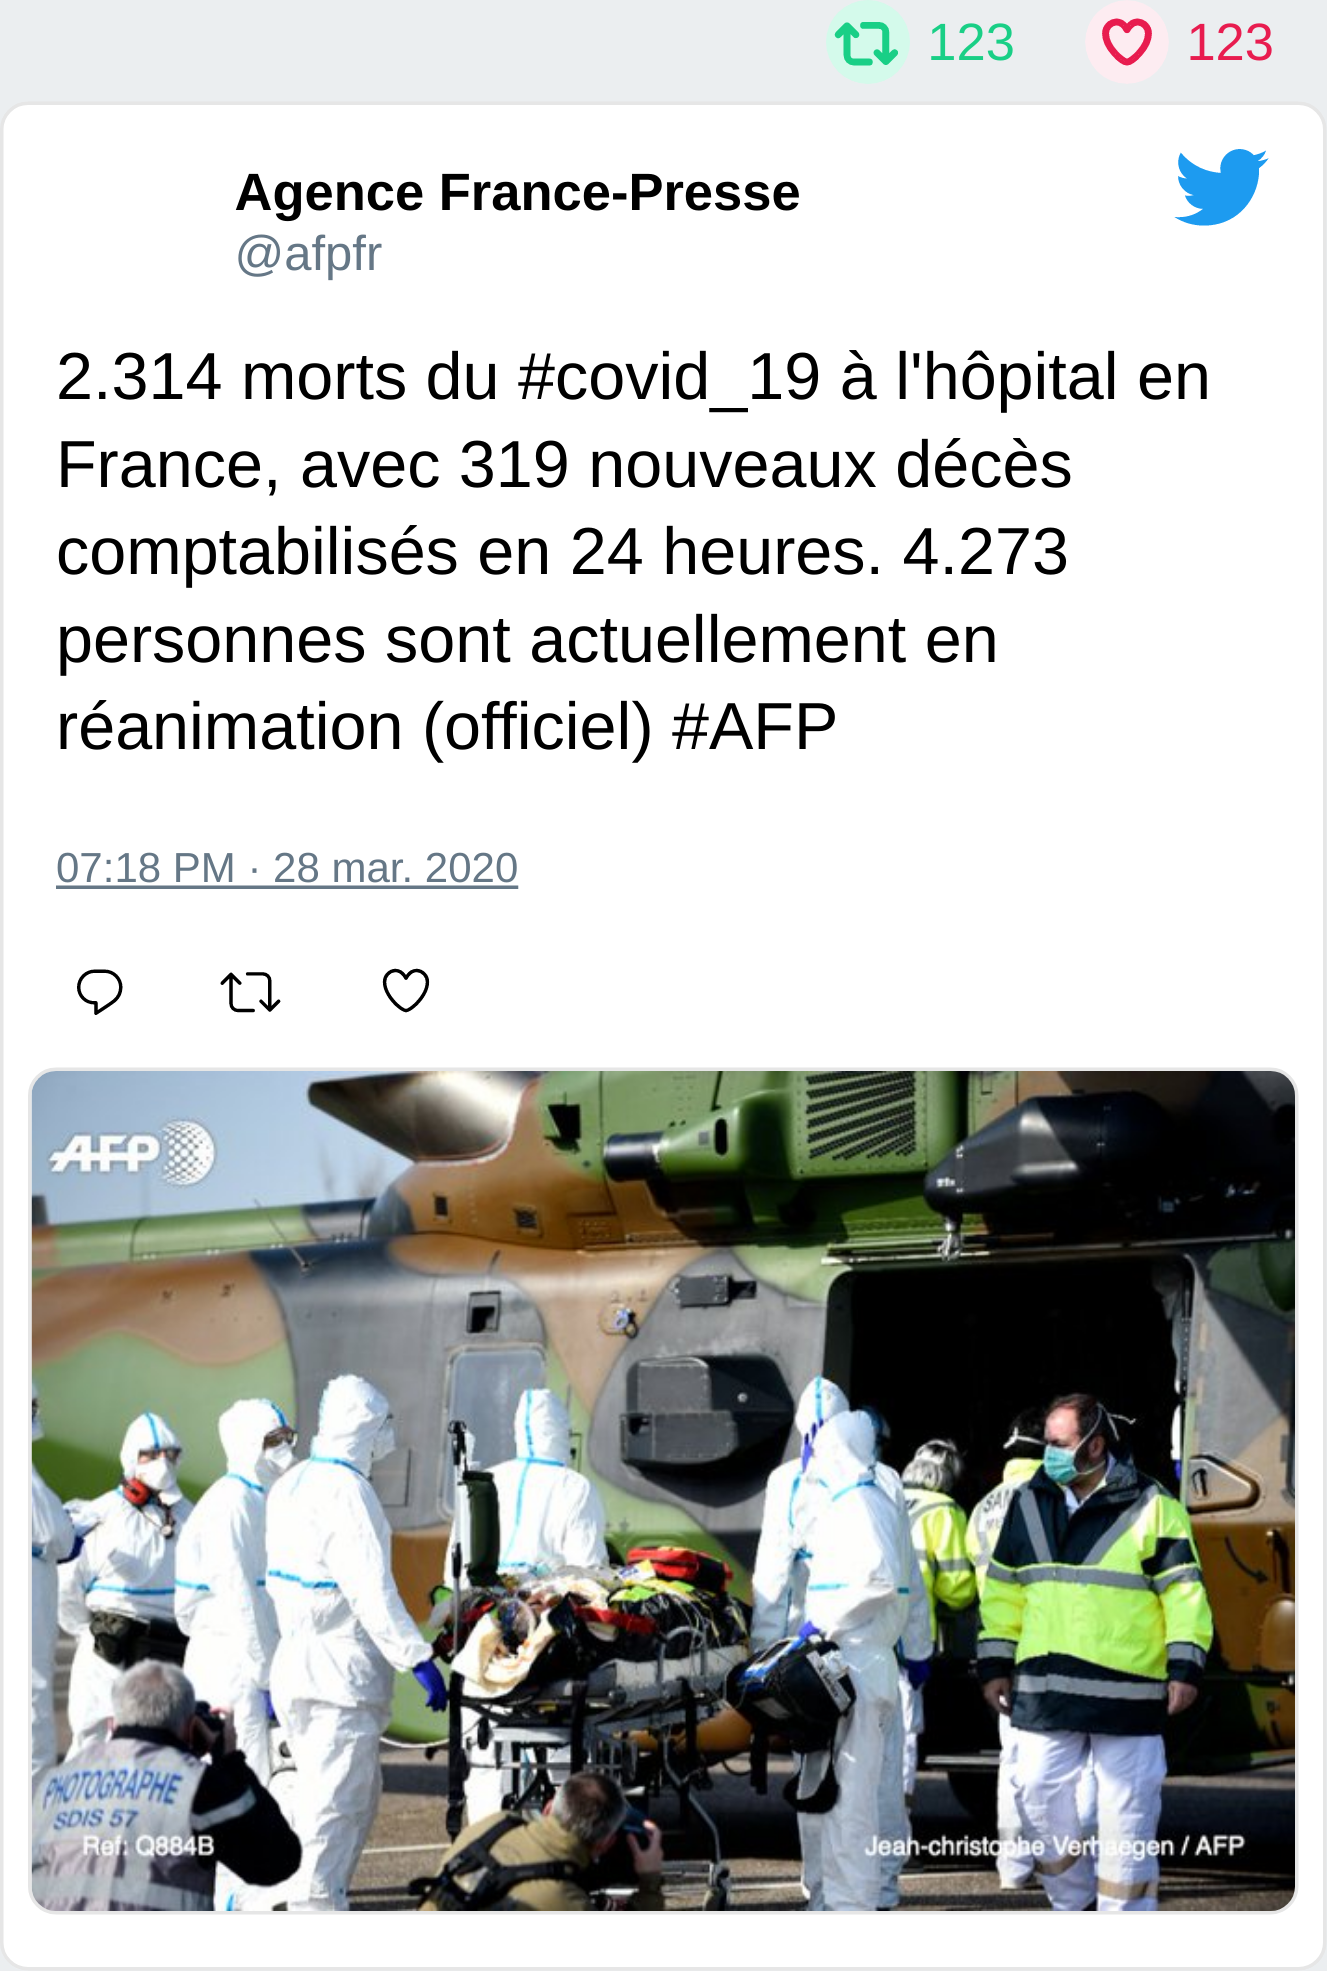 123 123
Agence France-Presse
@afpfr
2.314 morts du #covid_19 à l'hôpital en
France, avec 319 nouveaux décès
comptabilisés en 24 heures. 4.273
personnes sont actuellement en
réanimation (officiel) #AFP
07:18 PM · 28 mar. 2020
AFP
SAN
PHOTOGRAPHE
SDIS 57
Ref: Q884B
Jean-christophe Verhaegen / AFP